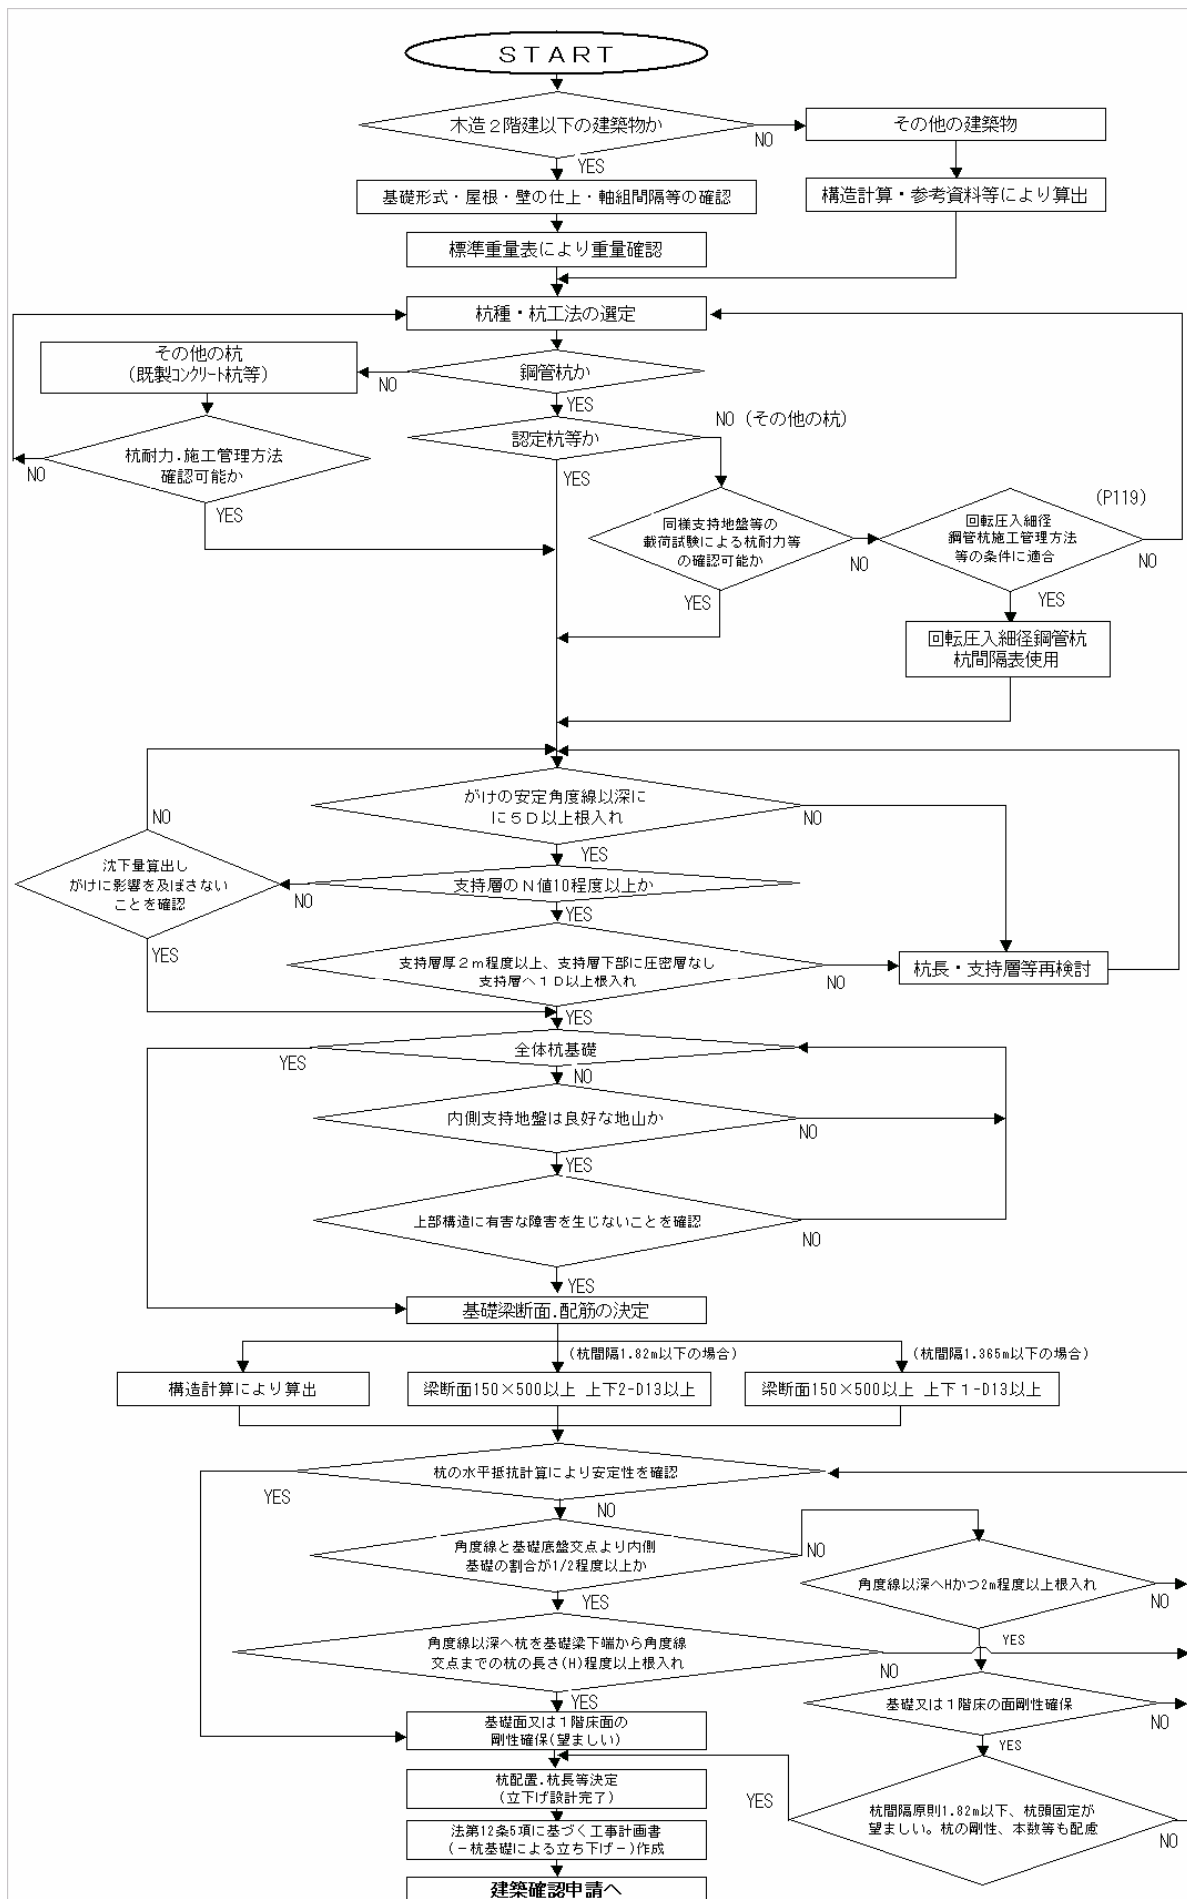 START
木造２階建以下の建築物か
NO
その他の建築物
YES
基礎形式・屋根・壁の仕上・軸組間隔等の確認
構造計算・参考資料等により算出
標準重量表により重量確認
杭種・杭工法の選定
その他の杭
(既製ｺﾝｸﾘｰﾄ杭等)
NO
鋼管杭か
YES
NO (その他の杭)
認定杭等か
杭耐力.施工管理方法
確認可能か
NO
YES
YES
(P119)
同様支持地盤等の
載荷試験による杭耐力等
の確認可能か
NO
回転圧入細径
鋼管杭施工管理方法
等の条件に適合
NO
YES
YES
回転圧入細径鋼管杭
杭間隔表使用
がけの安定角度線以深に
に５Ｄ以上根入れ
NO
NO
YES
沈下量算出し
がけに影響を及ぼさない
ことを確認
NO
支持層のＮ値10程度以上か
YES
YES
支持層厚２ｍ程度以上、支持層下部に圧密層なし
支持層へ１Ｄ以上根入れ
NO
杭長・支持層等再検討
YES
全体杭基礎
YES
NO
内側支持地盤は良好な地山か
NO
YES
上部構造に有害な障害を生じないことを確認
NO
YES
基礎梁断面.配筋の決定
(杭間隔1.82m以下の場合)
(杭間隔1.365m以下の場合)
構造計算により算出
梁断面150×500以上 上下2-D13以上
梁断面150×500以上 上下１-D13以上
杭の水平抵抗計算により安定性を確認
YES
NO
角度線と基礎底盤交点より内側
基礎の割合が1/2程度以上か
NO
角度線以深へHかつ2m程度以上根入れ
NO
YES
YES
角度線以深へ杭を基礎梁下端から角度線
交点までの杭の長さ(H)程度以上根入れ
NO
YES
基礎又は１階床の面剛性確保
NO
YES
基礎面又は１階床面の
剛性確保(望ましい)
杭配置.杭長等決定
(立下げ設計完了)
YES
杭間隔原則1.82m以下、杭頭固定が
望ましい。杭の剛性、本数等も配慮
NO
法第12条5項に基づく工事計画書
(－杭基礎による立ち下げ－)作成
建築確認申請へ